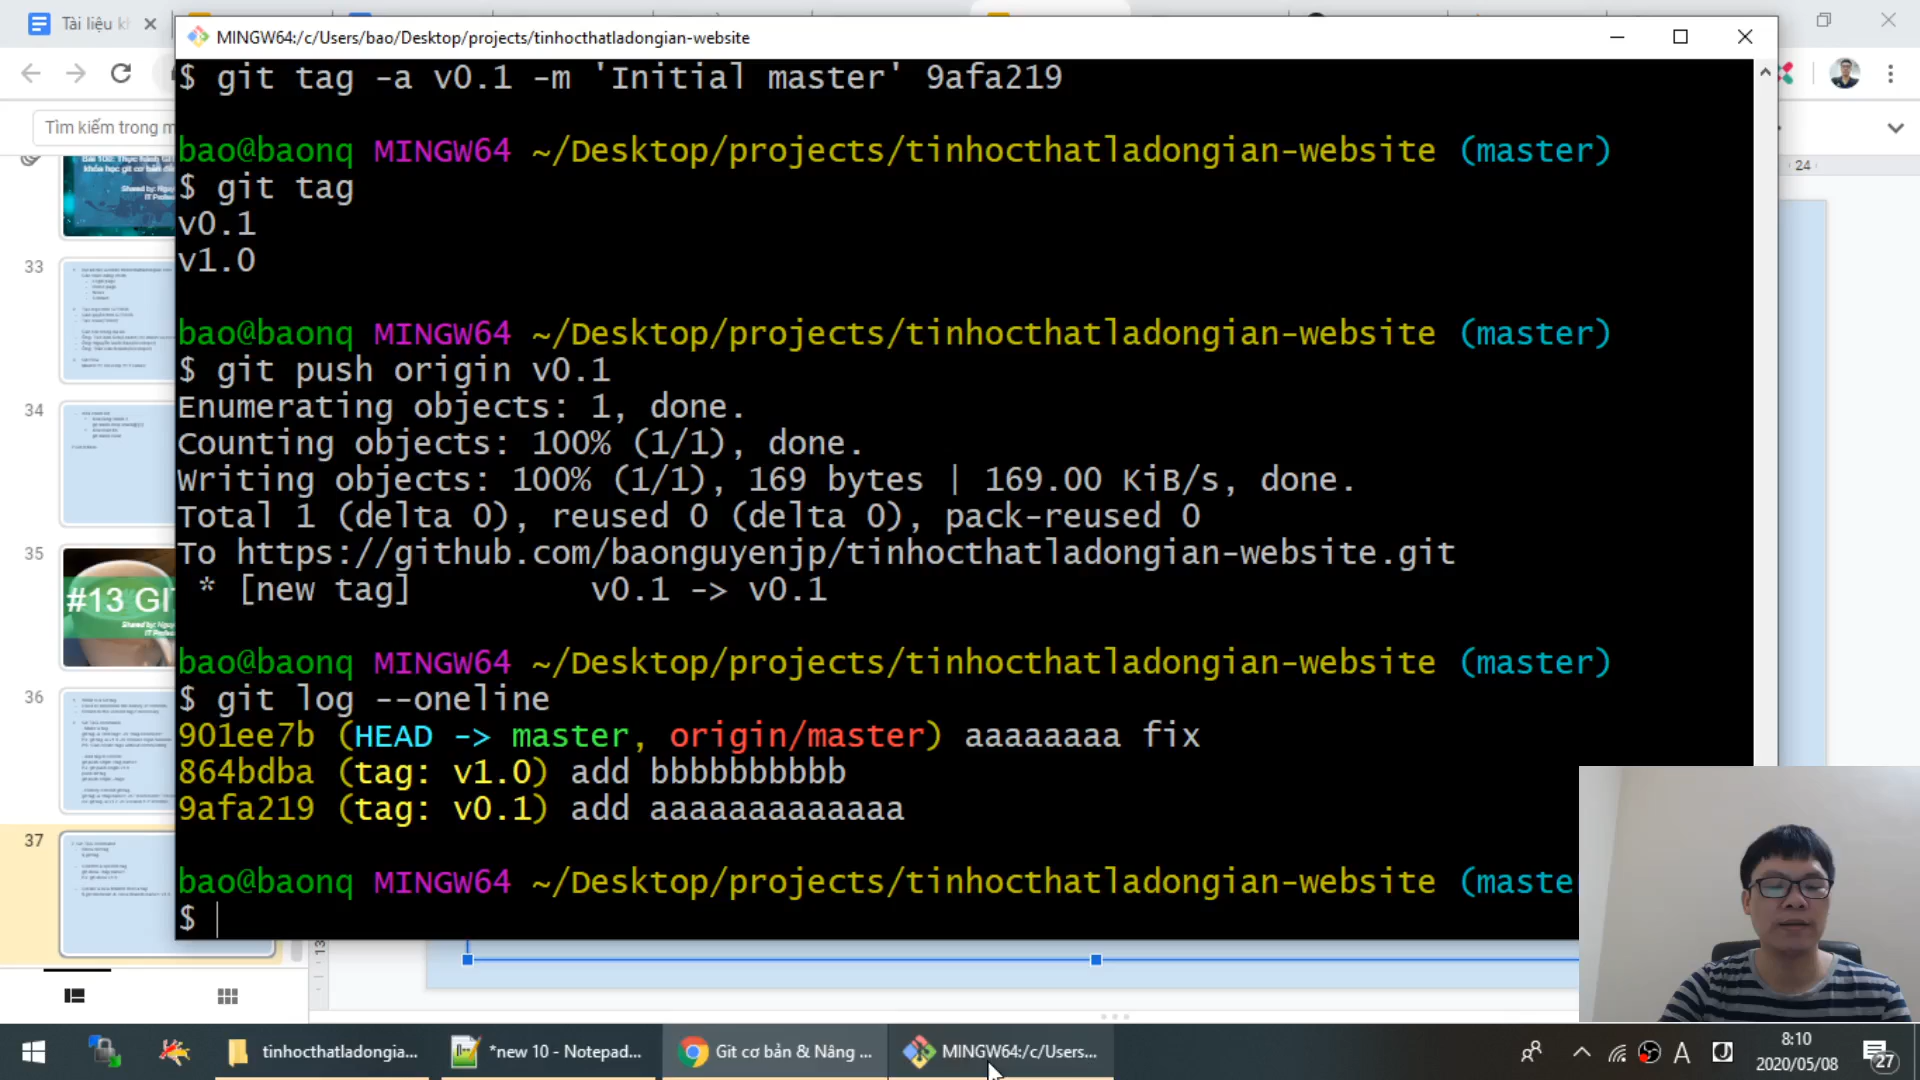 Tài liệu kh
MINGW64:/c/Users/bao/Desktop/projects/tinhocthatladongian-website
Tìm kiếm trong m
24
$ git tag -a v0.1 -m 'Initial master' 9afa219
bao@baonq MINGW64 ~/Desktop/projects/tinhocthatladongian-website (master)
$ git tag
v0.1
v1.0
bao@baonq MINGW64 ~/Desktop/projects/tinhocthatladongian-website (master)
$ git push origin v0.1
Enumerating objects: 1, done.
Counting objects: 100% (1/1), done.
Writing objects: 100% (1/1), 169 bytes | 169.00 KiB/s, done.
Total 1 (delta 0), reused 0 (delta 0), pack-reused 0
To https://github.com/baonguyenjp/tinhocthatladongian-website.git
* [new tag] v0.1 -> v0.1
bao@baonq MINGW64 ~/Desktop/projects/tinhocthatladongian-website (master)
$ git log --oneline
901ee7b (HEAD -> master, origin/master) aaaaaaaa fix
864bdba (tag: v1.0) add bbbbbbbbbb
9afa219 (tag: v0.1) add aaaaaaaaaaaaa
bao@baonq MINGW64 ~/Desktop/projects/tinhocthatladongian-website (maste
$
33
34
35
#13 GI
36
37
13
tinhocthatladongia...
*new 10 - Notepad...
Git cơ bản & Nâng ...
MINGW64:/c/Users...
A
J
8:10
2020/05/08
27